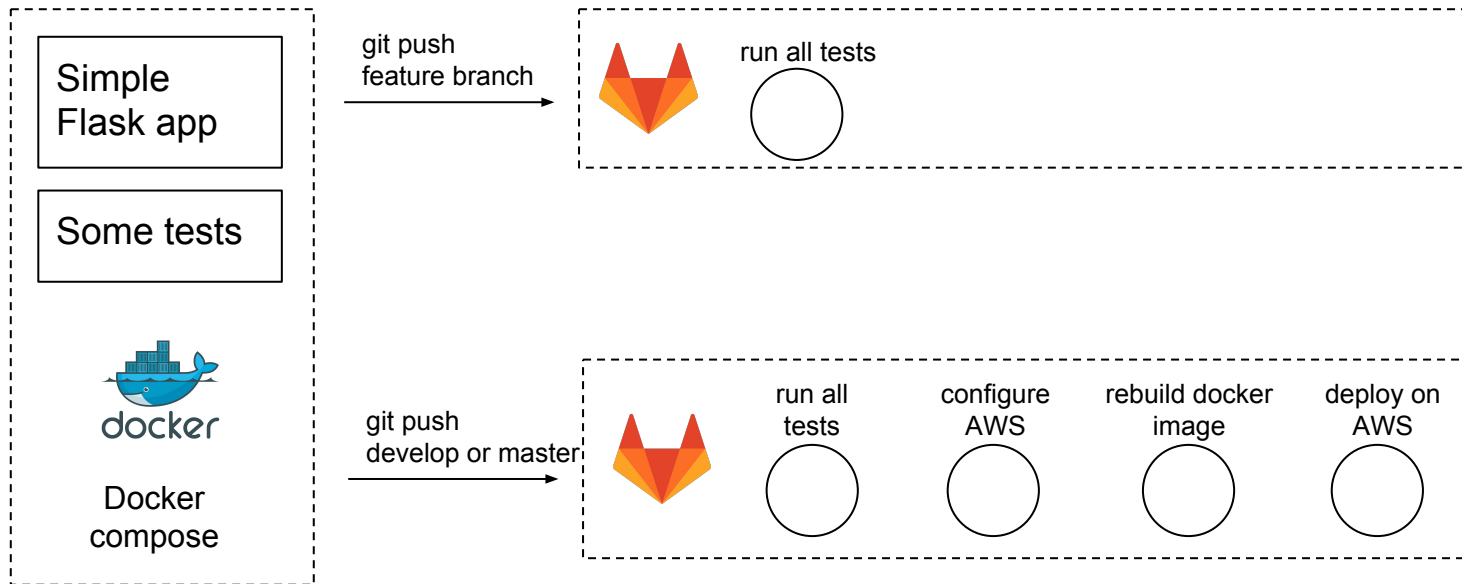 Simple
Flask app
Some tests
docker
Docker
compose
git push
feature branch
run all tests
git push
develop or master
run all
tests
configure
AWS
rebuild docker
image
deploy on
AWS